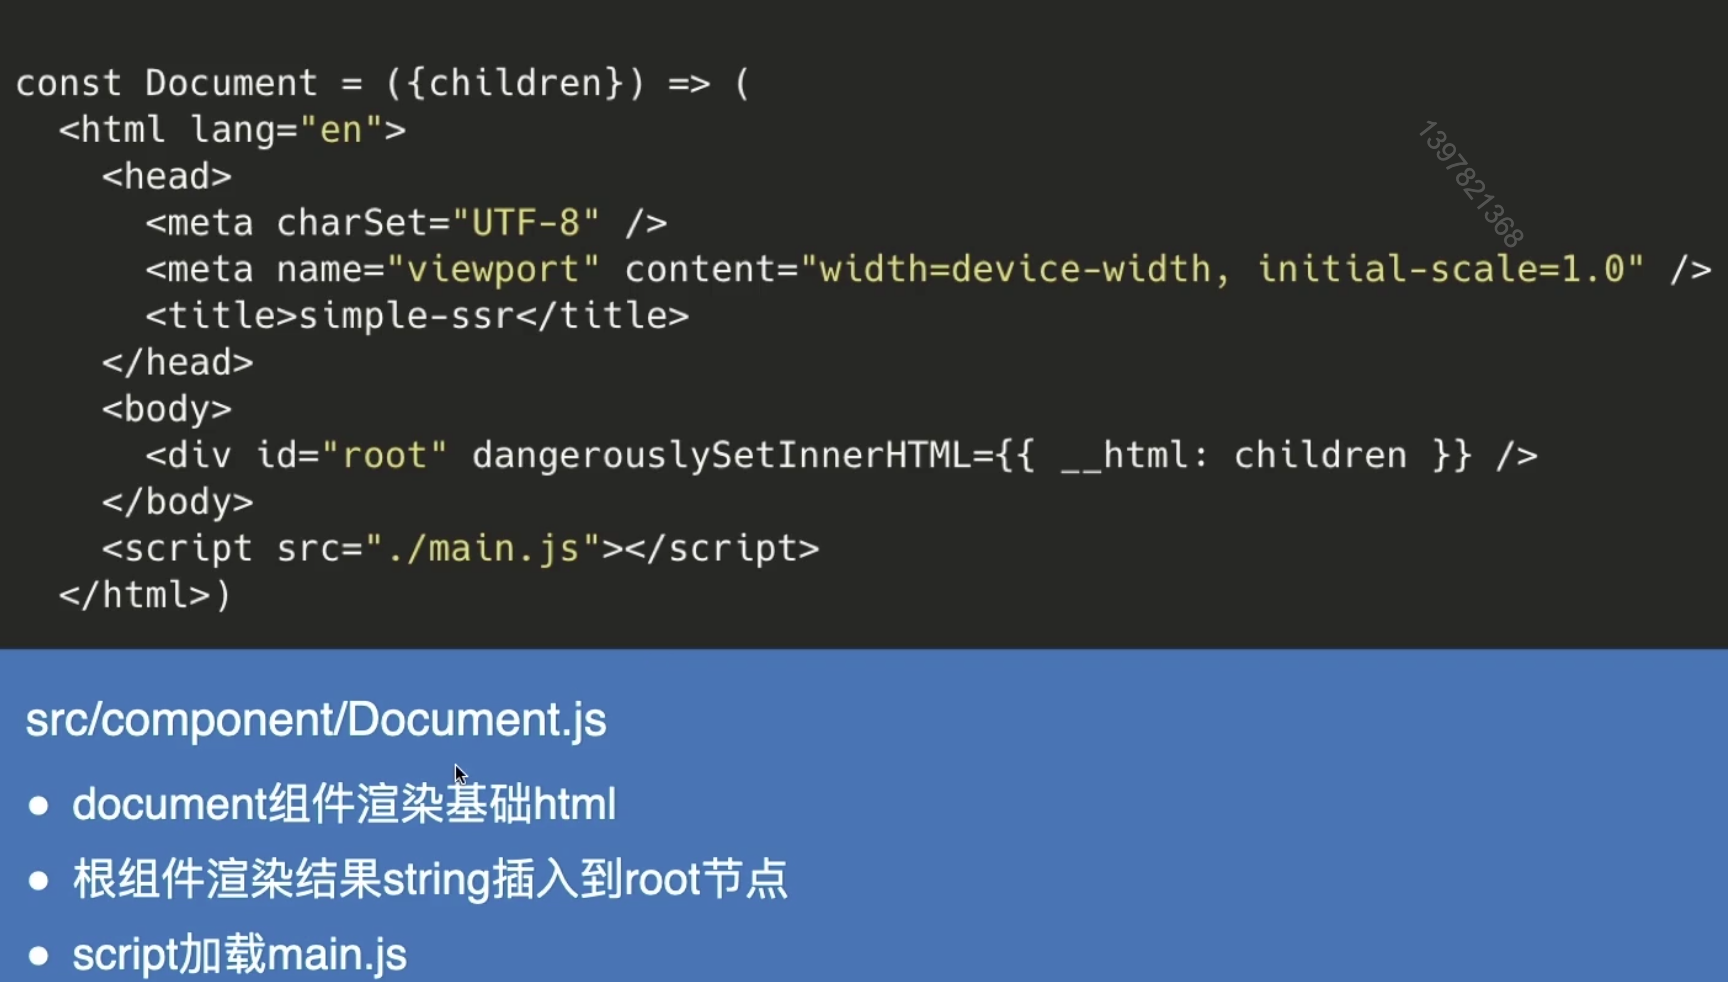 const Document = ({children}) => (
  <html lang="en">
    <head>
      <meta charSet="UTF-8" />
      <meta name="viewport" content="width=device-width, initial-scale=1.0" />
      <title>simple-ssr</title>
    </head>
    <body>
      <div id="root" dangerouslySetInnerHTML={{ __html: children }} />
    </body>
    <script src="./main.js"></script>
  </html>)
1397821368
src/component/Document.js
● document组件渲染基础html
● 根组件渲染结果string插入到root节点
● script加载main.js